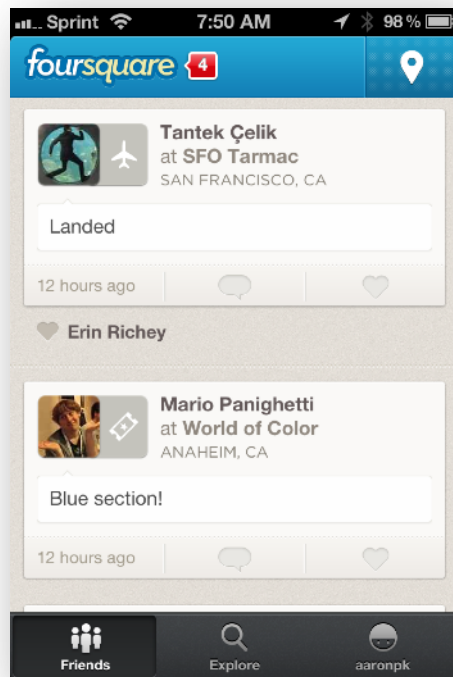 Sprint 7:50 AM 98 %
foursquare 4
Tantek Çelik
at SFO Tarmac
SAN FRANCISCO, CA
Landed
12 hours ago
Erin Richey
Mario Panighetti
at World of Color
ANAHEIM, CA
Blue section!
12 hours ago
Friends Explore aaronpk